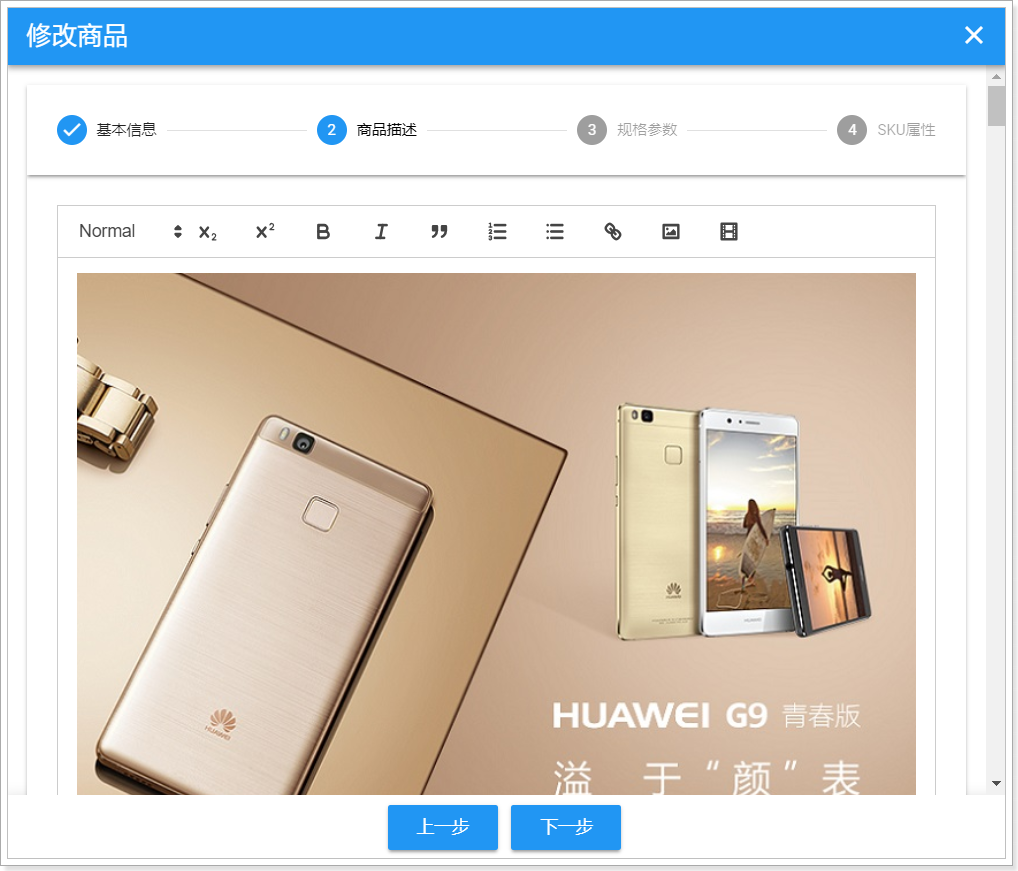 修改商品
基本信息
2 商品描述
3 规格参数
4 SKU属性
Normal
HUAWEI
HUAWEI G9 青春版
溢 于 “ 颜 ” 表
上一步 下一步